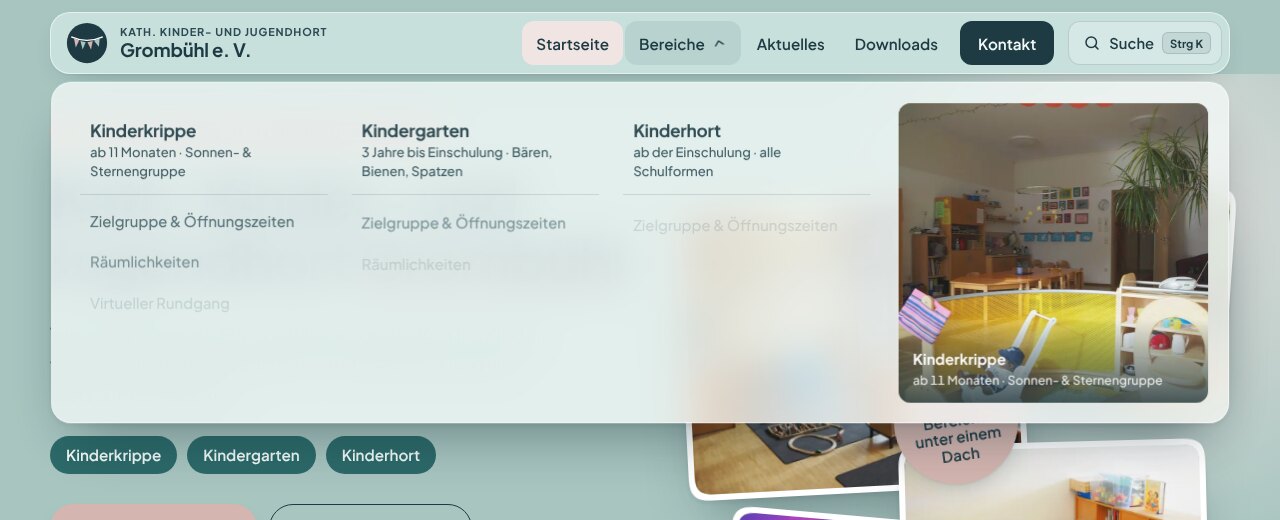 KATH. KINDER- UND JUGENDHORT
Grombühl e. V.
Startseite
Bereiche
Aktuelles
Downloads
Kontakt
Suche
Strg K
Kinderkrippe
ab 11 Monaten · Sonnen- &
Sternengruppe
Zielgruppe & Öffnungszeiten
Räumlichkeiten
Virtueller Rundgang
Kindergarten
3 Jahre bis Einschulung · Bären,
Bienen, Spatzen
Zielgruppe & Öffnungszeiten
Räumlichkeiten
Kinderhort
ab der Einschulung · alle
Schulformen
Zielgruppe & Öffnungszeiten
Kinderkrippe
ab 11 Monaten · Sonnen- & Sternengruppe
Kinderkrippe
Kindergarten
Kinderhort
unter einem
Dach